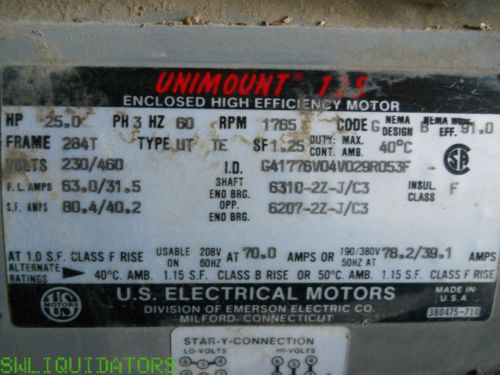 UNIMOUNT® 125
ENCLOSED HIGH EFFICIENCY MOTOR
HP 25.0 PH 3 HZ 60 RPM 1765 CODE G NEMA DESIGN B NEMA NOM. EFF. 91.0
FRAME 284T TYPE UT TE SF 1.25 DUTY: MAX. CONT. AMB. 40°C
VOLTS 230/460 I.D. G41776V04V029R053F -
F.L. AMPS 63.0/31.5 SHAFT END BRG. 6310-2Z-J/C3 INSUL. CLASS F
S.F. AMPS 80.4/40.2 OPP. END BRG. 6207-2Z-J/C3
AT 1.0 S.F. CLASS F RISE USABLE ON 208V 60HZ AT 70.0 AMPS OR 190/380V 50HZ AT 78.2/39.1 AMPS
ALTERNATE RATINGS 40°C AMB. 1.15 S.F. CLASS B RISE OR 50°C AMB. 1.15 S.F. CLASS F RISE
US MOTORS
U.S. ELECTRICAL MOTORS
DIVISION OF EMERSON ELECTRIC CO.
MILFORD, CONNECTICUT
MADE IN U.S.A
380475-710
STAR-Y-CONNECTION
LO-VOLTS HI-VOLTS
SWLIQUIDATORS